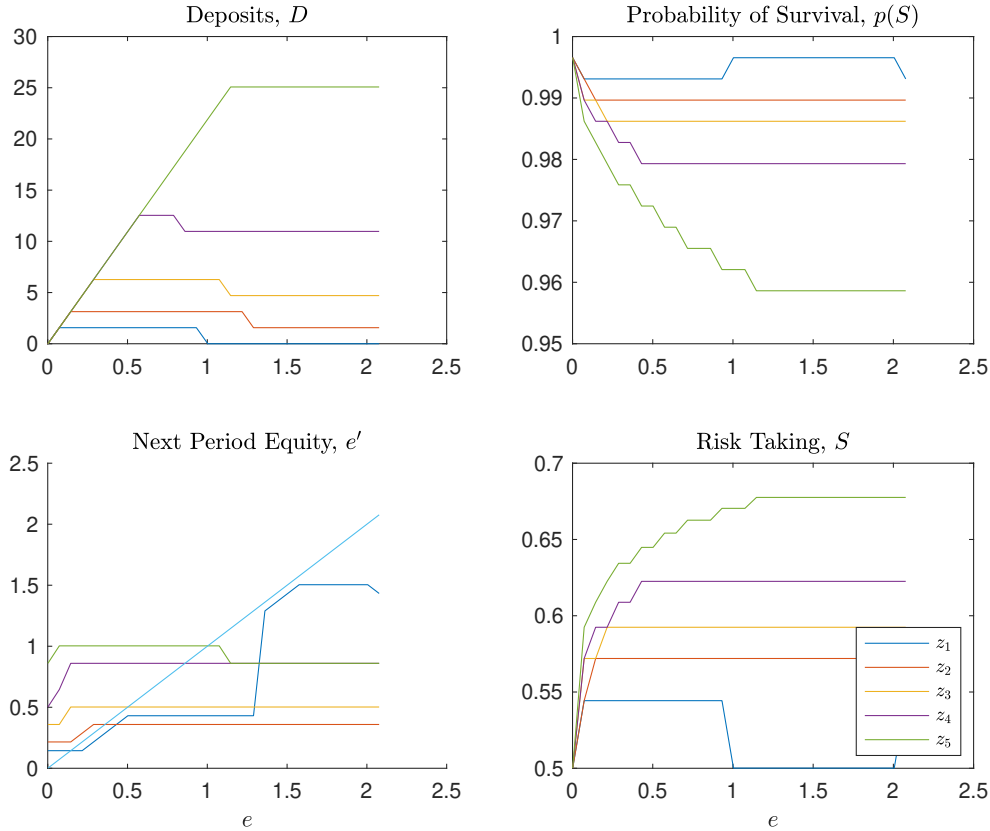 Deposits, D
30
25
20
15
10
5
0
0 0.5 1 1.5 2 2.5
Probability of Survival, p(S)
1
0.99
0.98
0.97
0.96
0.95
0 0.5 1 1.5 2 2.5
Next Period Equity, e′
2.5
2
1.5
1
0.5
0
0 0.5 1 1.5 2 2.5
e
Risk Taking, S
0.7
0.65
0.6
0.55
0.5
z₁
z₂
z₃
z₄
z₅
0 0.5 1 1.5 2 2.5
e